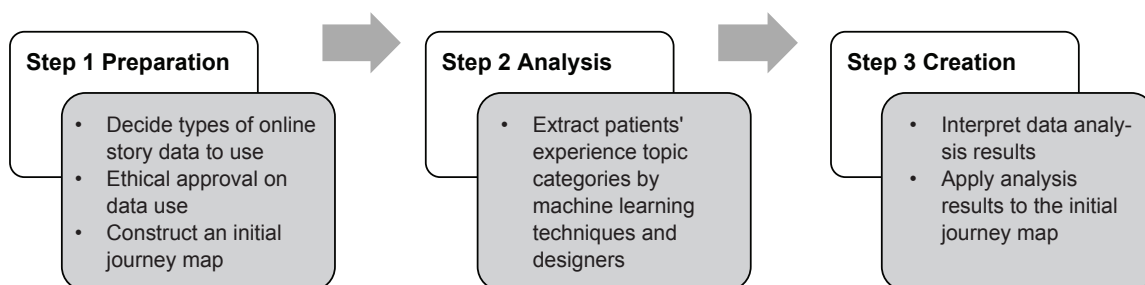 Step 1 Preparation
• Decide types of online
story data to use
• Ethical approval on
data use
• Construct an initial
journey map
Step 2 Analysis
• Extract patients'
experience topic
categories by
machine learning
techniques and
designers
Step 3 Creation
• Interpret data analy-
sis results
• Apply analysis
results to the initial
journey map